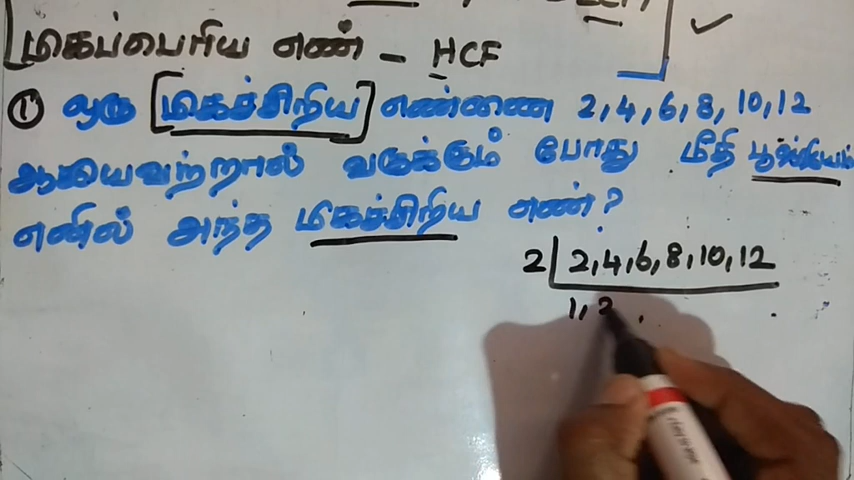 மிகப்பெரிய எண் – HCF
① ஒரு [மிகச்சிறிய] எண்ணை 2, 4, 6, 8, 10, 12
ஆகியவற்றால் வகுக்கும் போது மீதி பூஜ்ஜியம்
எனில் அந்த மிகச்சிறிய எண்?
2 | 2, 4, 6, 8, 10, 12
1, 2